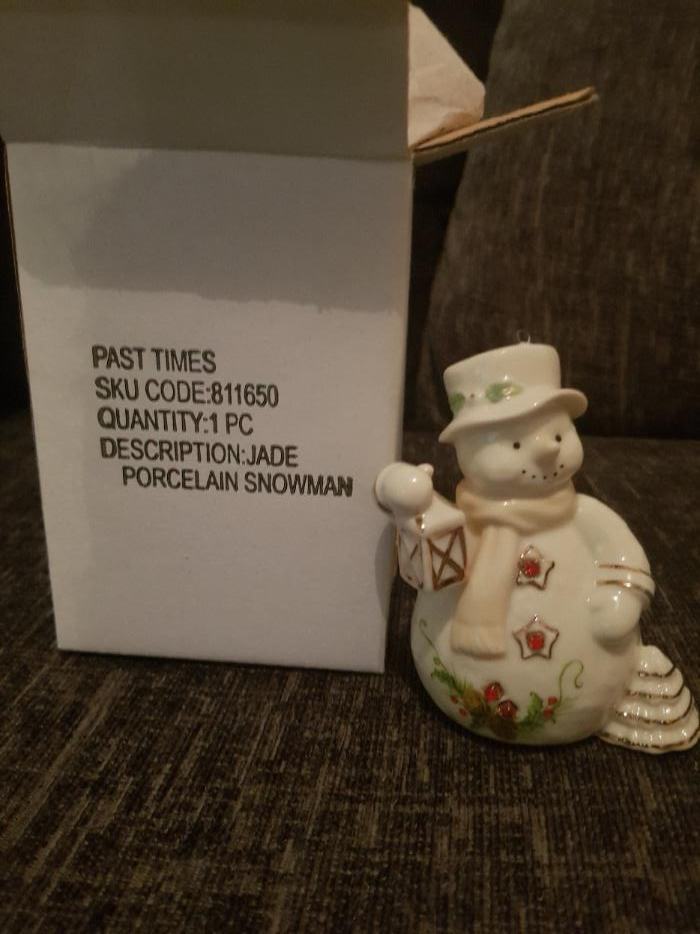 PAST TIMES
SKU CODE:811650
QUANTITY:1 PC
DESCRIPTION:JADE
PORCELAIN SNOWMAN